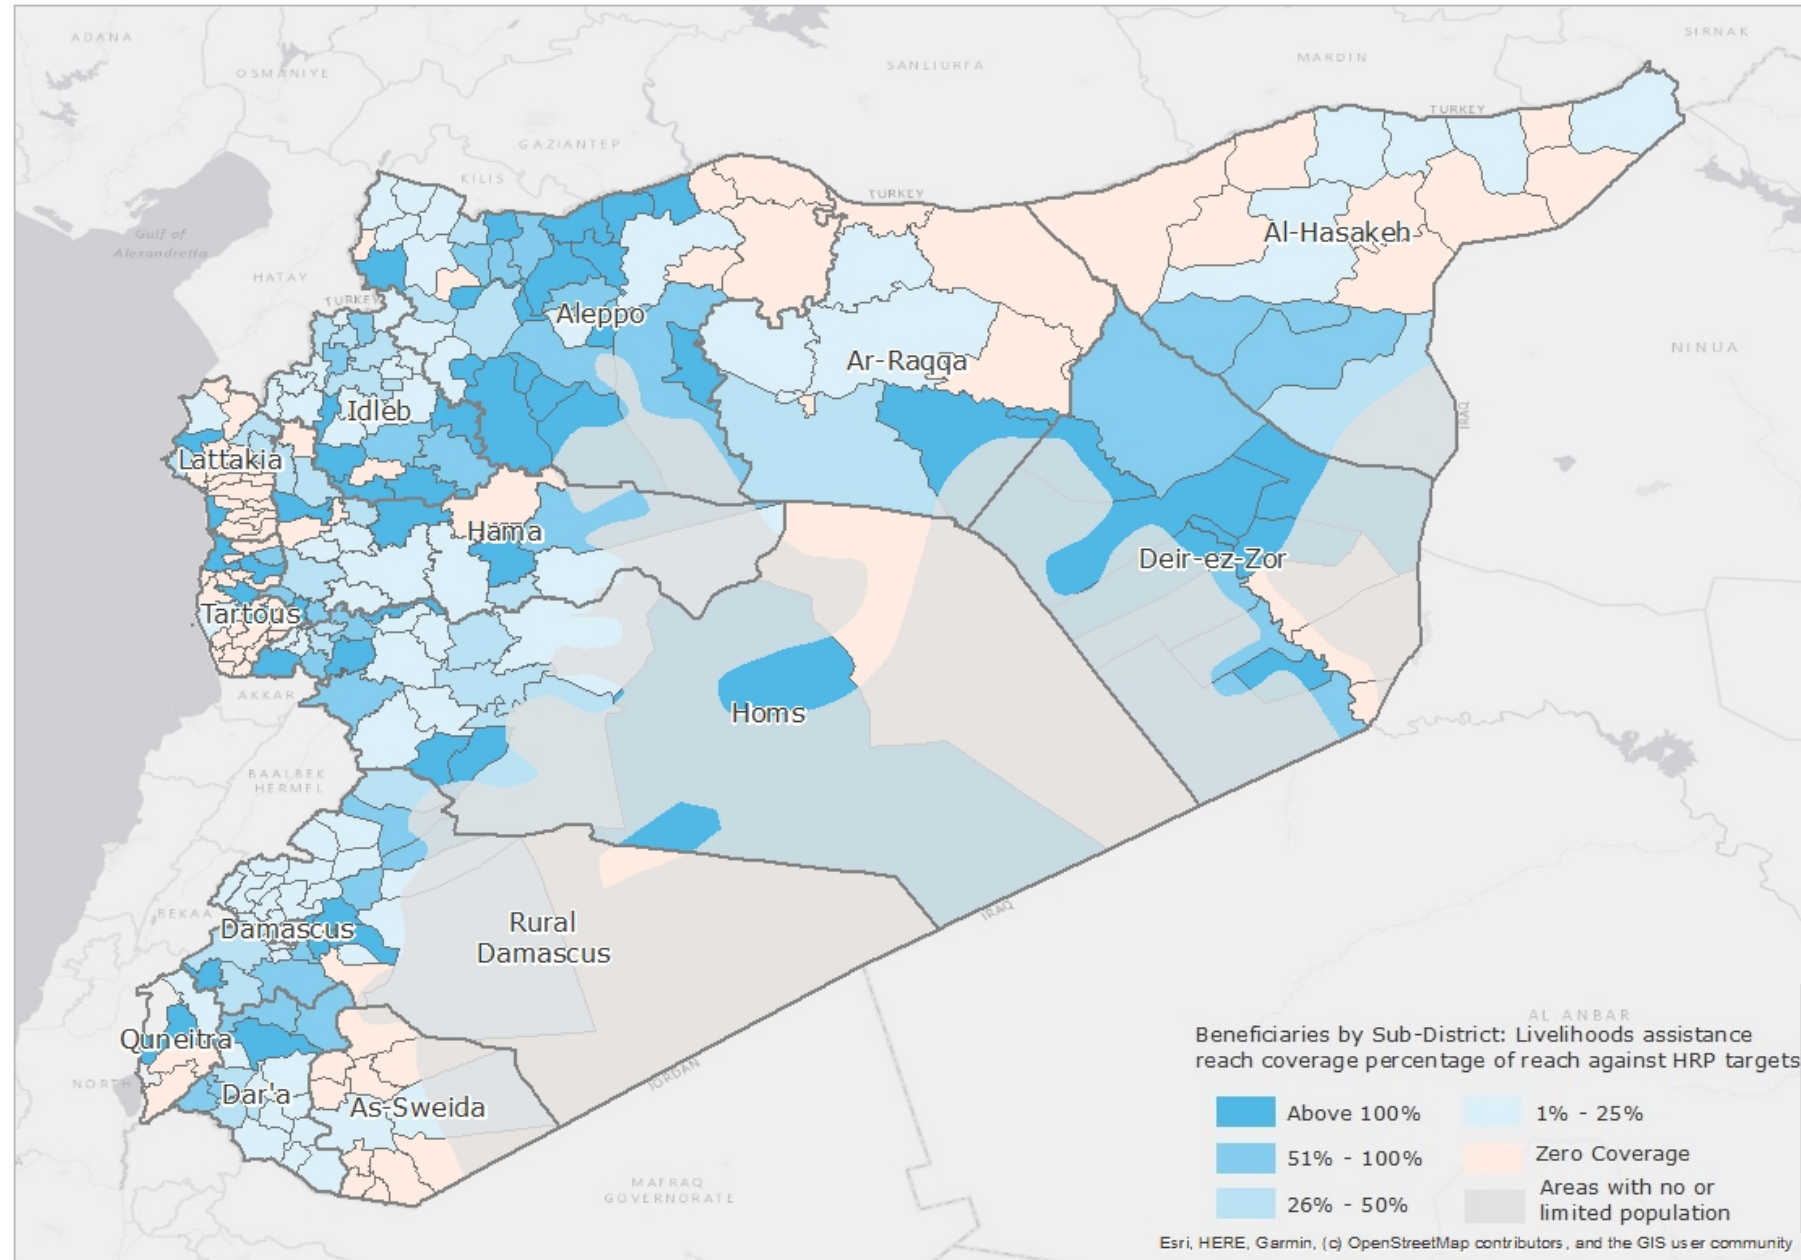 ADANA
OSMANIYE
SANLIURFA
MARDIN
SIRNAK
GAZIANTEP
KILIS
TURKEY
TURKEY
Gulf of
Alexandretta
HATAY
TURKEY
Al-Hasakeh
Aleppo
Ar-Raqqa
NINUA
Idleb
IRAQ
Lattakia
Hama
Deir-ez-Zor
Tartous
AKKAR
Homs
BAALBEK
HERMEL
BEKAA
Damascus
Rural
Damascus
IRAQ
Quneitra
NORTH
Dar'a
As-Sweida
JORDAN
AL ANBAR
MAFRAQ
GOVERNORATE
Beneficiaries by Sub-District: Livelihoods assistance
reach coverage percentage of reach against HRP targets
Above 100%
1% - 25%
51% - 100%
Zero Coverage
26% - 50%
Areas with no or
limited population
Esri, HERE, Garmin, (c) OpenStreetMap contributors, and the GIS user community